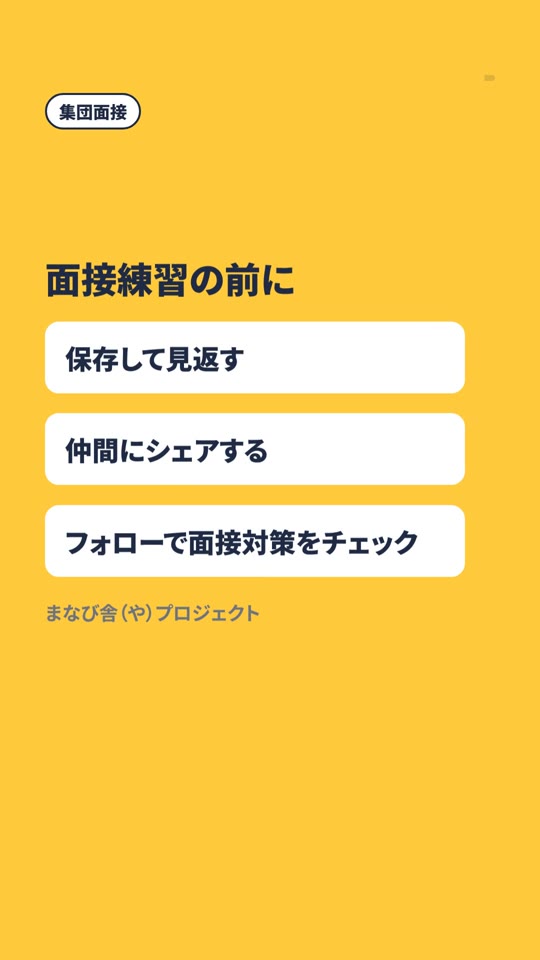 集団面接
面接練習の前に
保存して見返す
仲間にシェアする
フォローで面接対策をチェック
まなび舎(や)プロジェクト